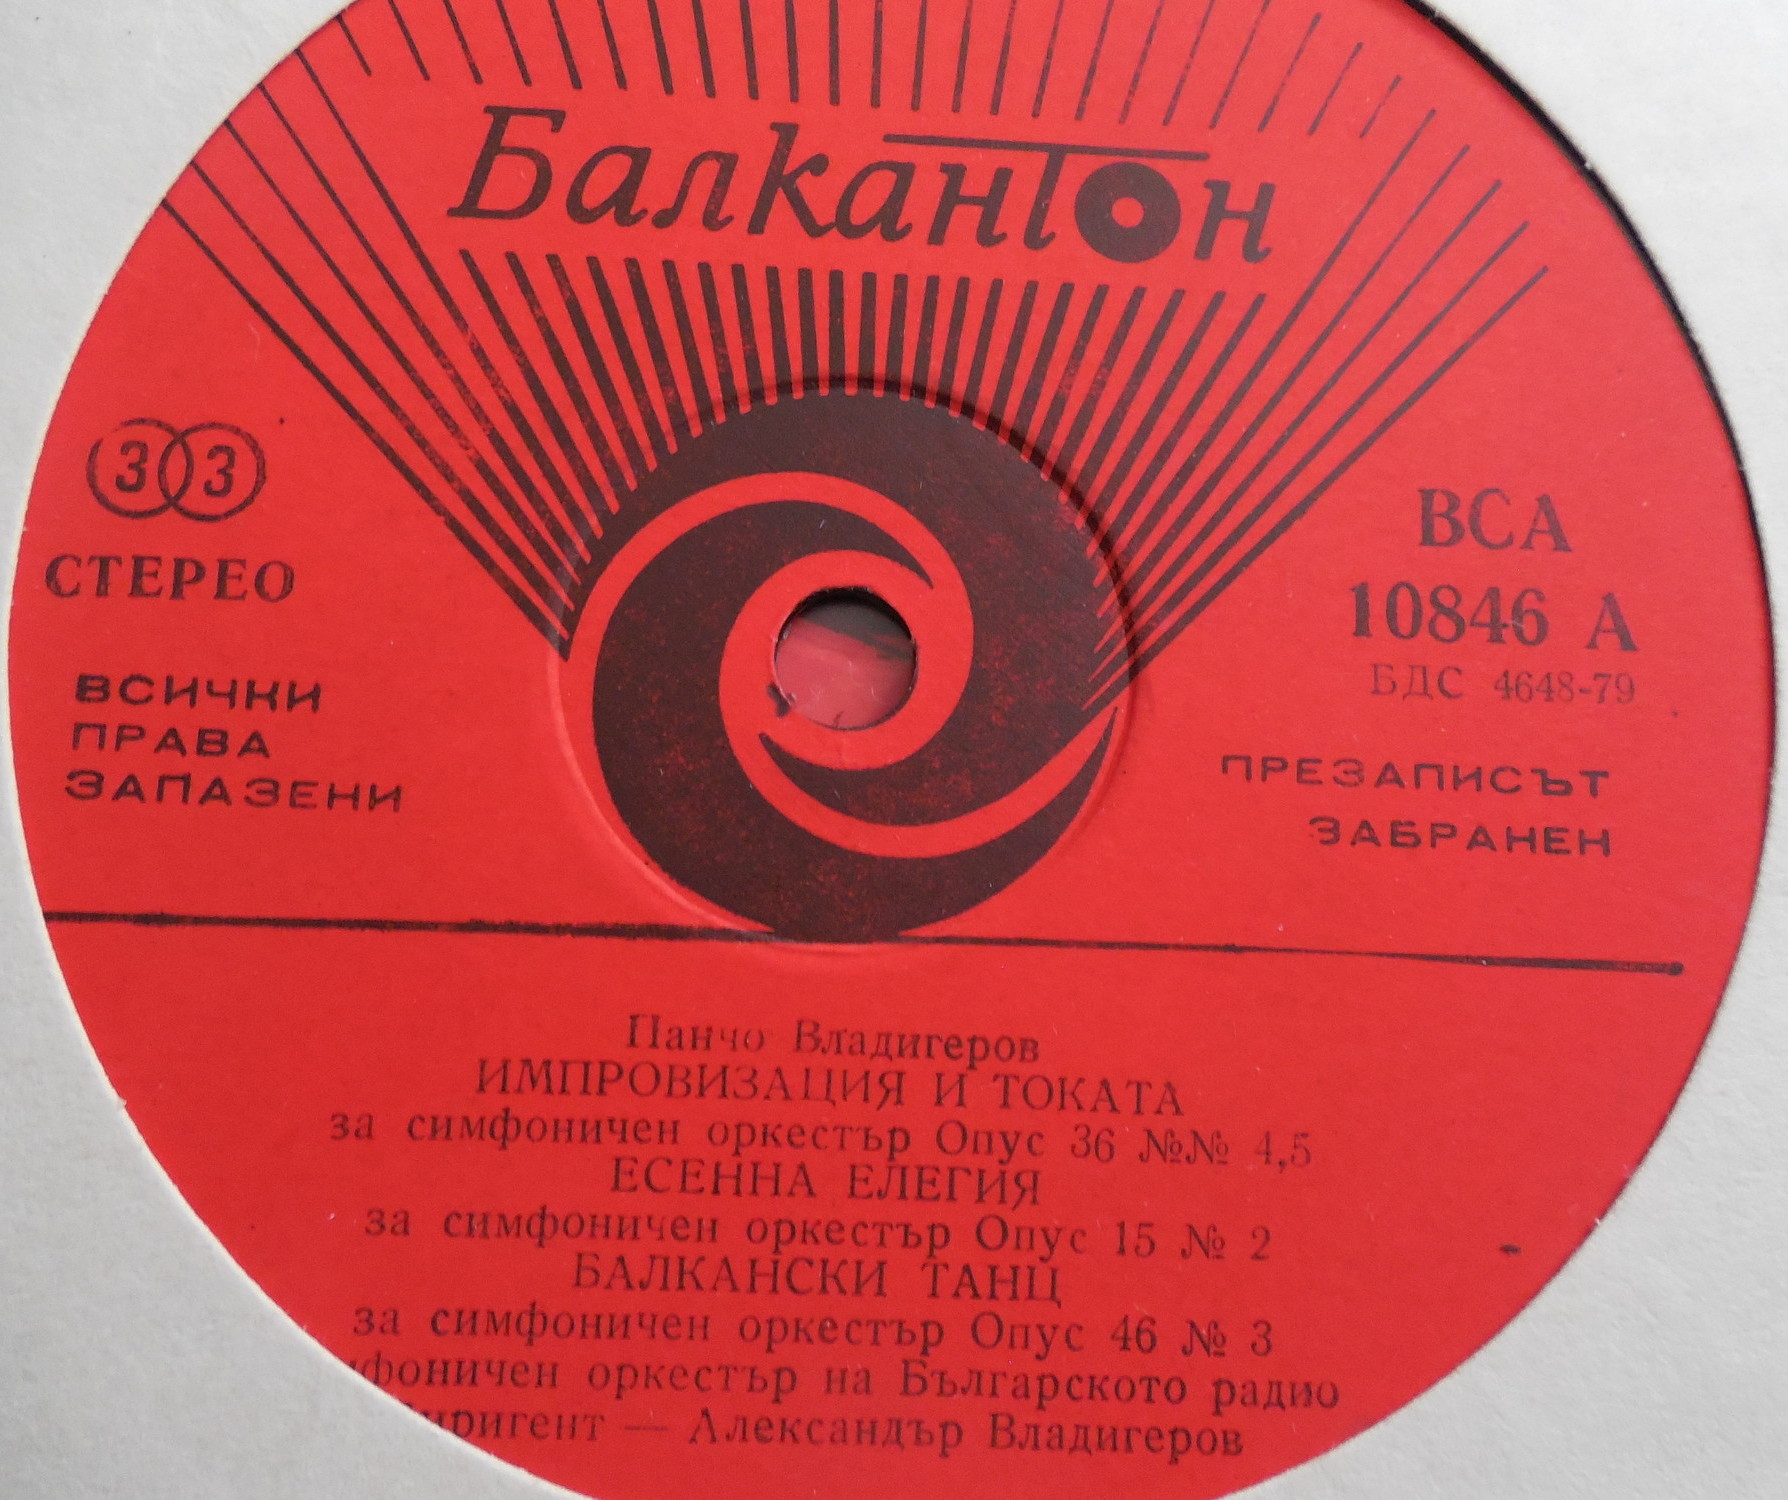 Балкантон
33
СТЕРЕО
ВСИЧКИ
ПРАВА
ЗАПАЗЕНИ
ВСА
10846 А
БДС 4648-79
ПРЕЗАПИСЪТ
ЗАБРАНЕН
Панчо Владигеров
ИМПРОВИЗАЦИЯ И ТОКАТА
за симфоничен оркестър Опус 36 №№ 4,5
ЕСЕННА ЕЛЕГИЯ
за симфоничен оркестър Опус 15 № 2
БАЛКАНСКИ ТАНЦ
за симфоничен оркестър Опус 46 № 3
фоничен оркестър на Българското радио
иригент — Александър Владигеров